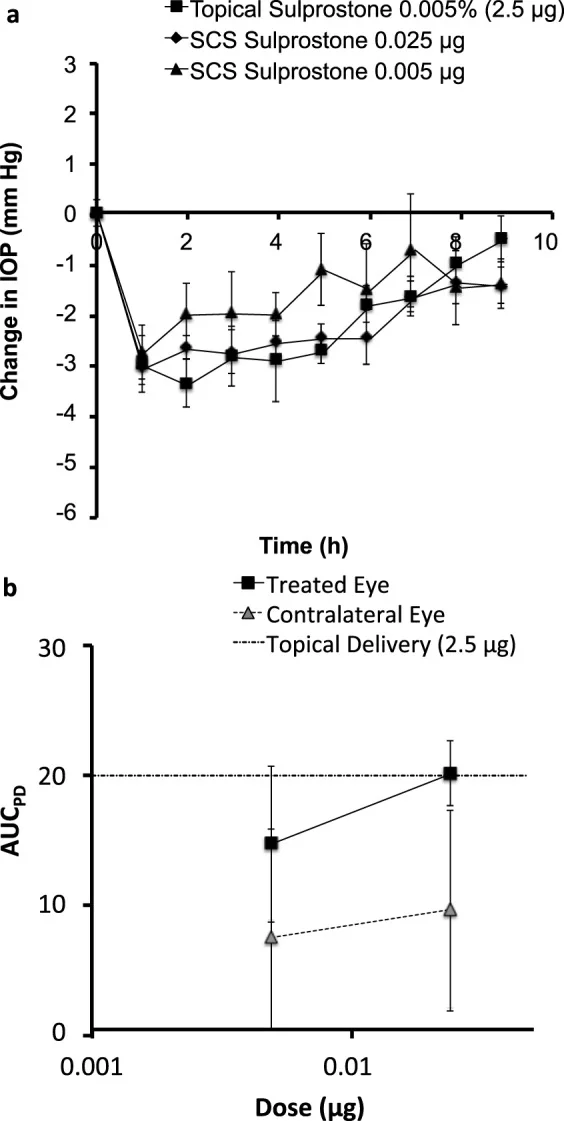 a
Topical Sulprostone 0.005% (2.5 µg)
SCS Sulprostone 0.025 µg
SCS Sulprostone 0.005 µg
Change in IOP (mm Hg)
3
2
1
0
-1
-2
-3
-4
-5
-6
0 2 4 6 8 10
Time (h)
b
Treated Eye
Contralateral Eye
Topical Delivery (2.5 µg)
AUCPD
30
20
10
0
0.001 0.01
Dose (µg)